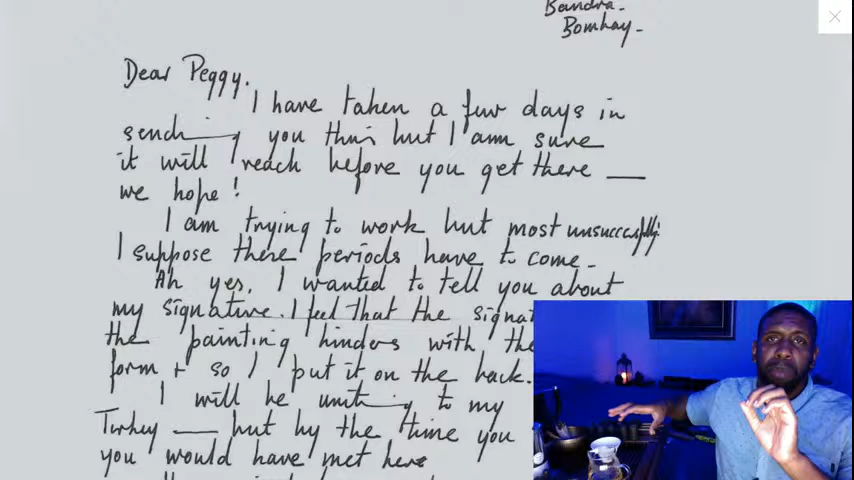 Bandra.
Bombay.
Dear Peggy.
I have taken a few days in
sending you this but I am sure
it will reach before you get there —
we hope!
I am trying to work but most unsuccessfully
I suppose these periods have to come.
Ah yes, I wanted to tell you about
my signature. I feel that the
the painting hinders with the
form + so I put it on the back.
I will be writing to my
Turkey — but by the time you
you would have met here